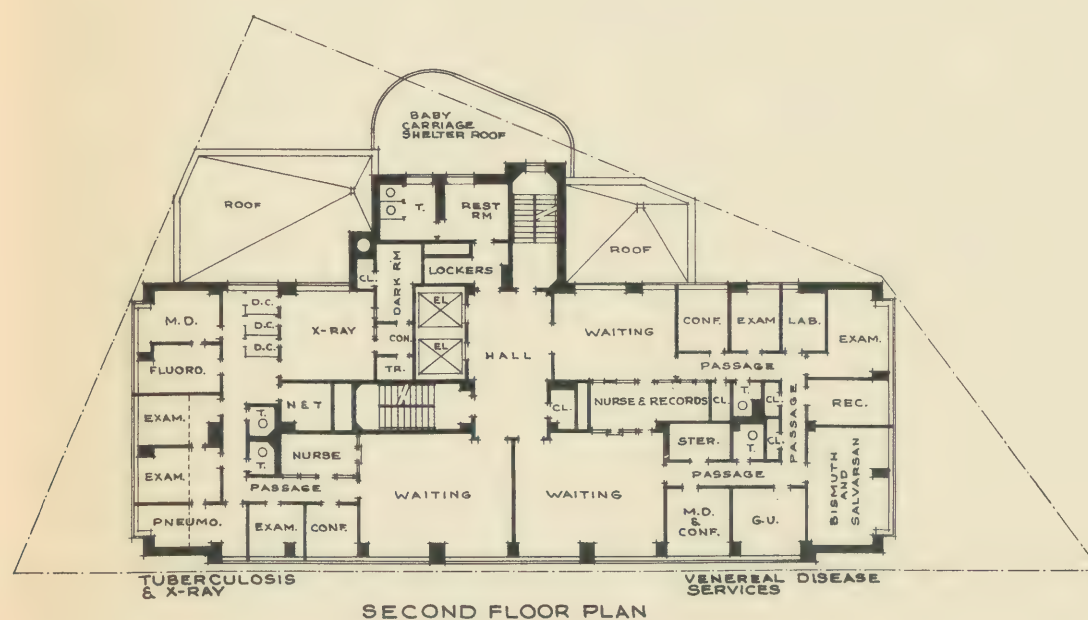 BABY
CARRIAGE
SHELTER ROOF
ROOF
T.
REST
RM
ROOF
CL.
DARK RM
LOCKERS
M.D.
D.C.
D.C.
D.C.
X-RAY
EL
EL
CON.
TR.
HALL
WAITING
CONF.
EXAM
LAB.
EXAM.
FLUORO.
PASSAGE
EXAM.
N & T
CL.
NURSE & RECORDS
CL.
T.
CL.
REC.
T.
T.
NURSE
STER.
T.
CL.
PASSAGE
EXAM.
PASSAGE
WAITING
WAITING
PASSAGE
BISMUTH
AND
SALVARSAN
PNEUMO.
EXAM.
CONF.
M.D.
&
CONF.
G.U.
TUBERCULOSIS
& X-RAY
VENEREAL DISEASE
SERVICES
SECOND FLOOR PLAN